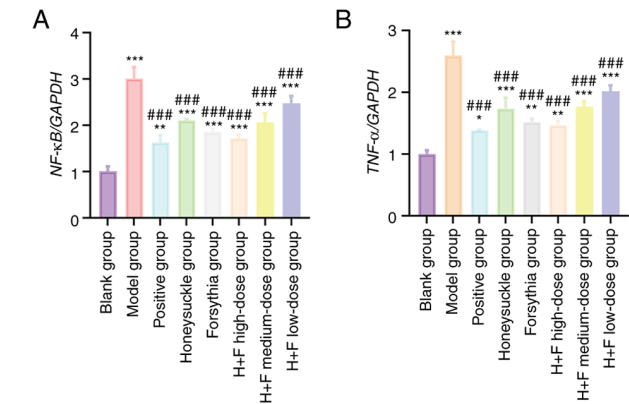 A
NF-κB/GAPDH
4
3
2
1
0
***
###
**
###
***
###
***
###
***
###
***
###
***
Blank group
Model group
Positive group
Honeysuckle group
Forsythia group
H+F high-dose group
H+F medium-dose group
H+F low-dose group
B
TNF-α/GAPDH
3
2
1
0
***
###
*
###
***
###
**
###
**
###
***
###
***
Blank group
Model group
Positive group
Honeysuckle group
Forsythia group
H+F high-dose group
H+F medium-dose group
H+F low-dose group